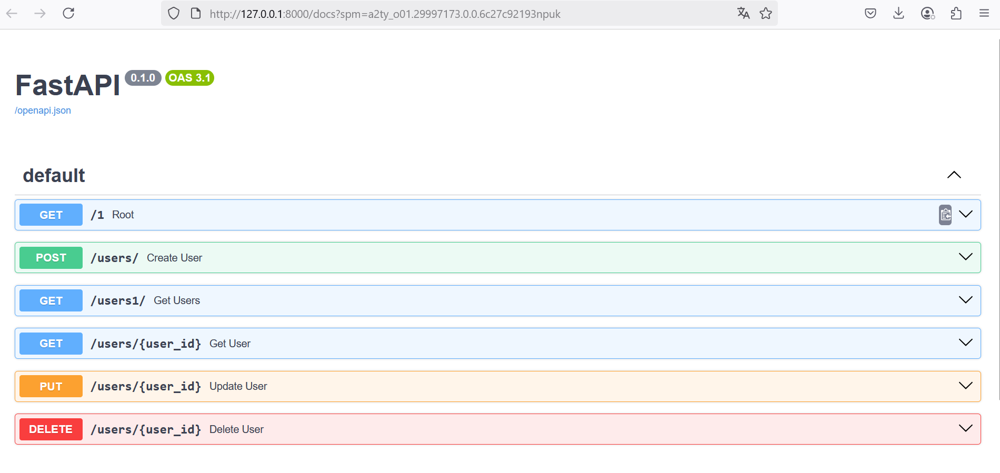 http://127.0.0.1:8000/docs?spm=a2ty_o01.29997173.0.0.6c27c92193npuk
FastAPI 0.1.0 OAS 3.1
/openapi.json
default
GET /1 Root
POST /users/ Create User
GET /users1/ Get Users
GET /users/{user_id} Get User
PUT /users/{user_id} Update User
DELETE /users/{user_id} Delete User